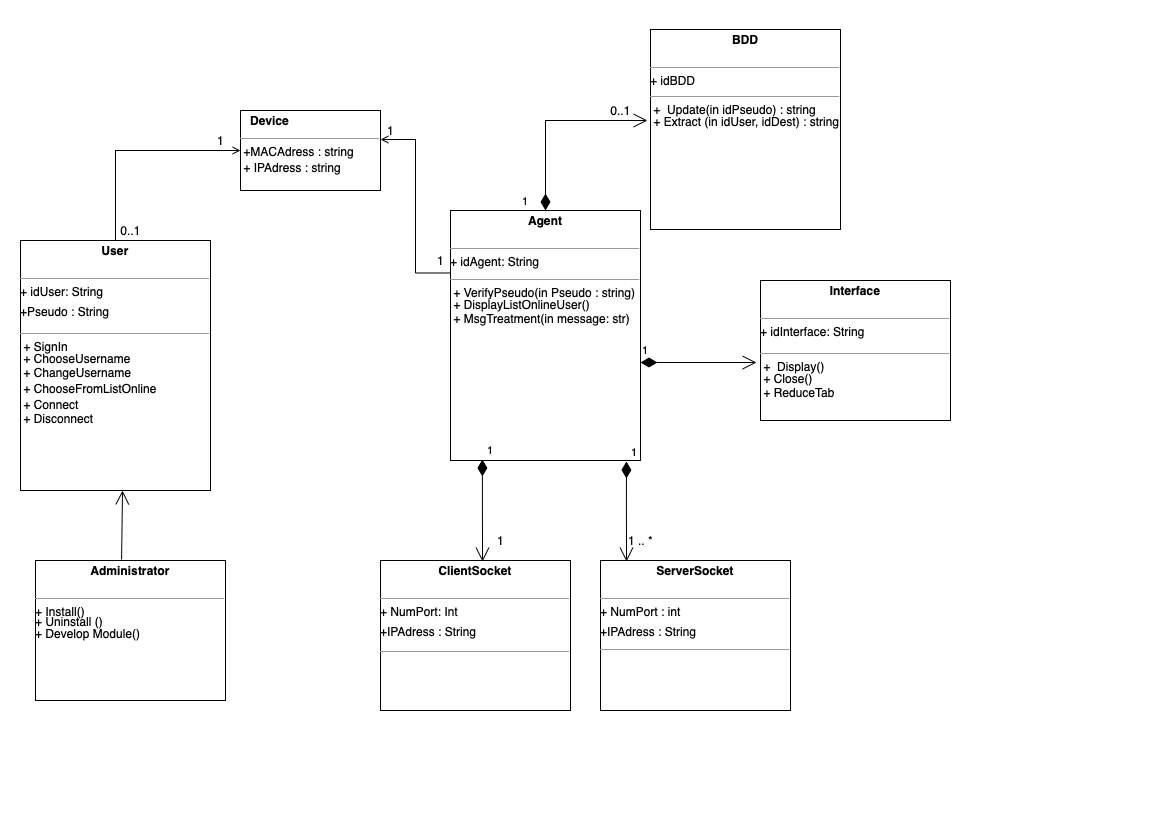 BDD
+ idBDD
+  Update(in idPseudo) : string
+ Extract (in idUser, idDest) : string
0..1
1
Device
+MACAdress : string
+ IPAdress : string
1
1
0..1
User
+ idUser: String
+Pseudo : String
+ SignIn
+ ChooseUsername
+ ChangeUsername
+ ChooseFromListOnline
+ Connect
+ Disconnect
1
Agent
+ idAgent: String
+ VerifyPseudo(in Pseudo : string)
+ DisplayListOnlineUser()
+ MsgTreatment(in message: str)
1
1
1
Interface
+ idInterface: String
+  Display()
+ Close()
+ ReduceTab
1
1 .. *
Administrator
+ Install()
+ Uninstall ()
+ Develop Module()
ClientSocket
+ NumPort: Int
+IPAdress : String
ServerSocket
+ NumPort : int
+IPAdress : String